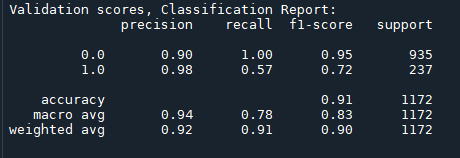 Validation scores, Classification Report:
precision recall f1-score support
0.0 0.90 1.00 0.95 935
1.0 0.98 0.57 0.72 237
accuracy 0.91 1172
macro avg 0.94 0.78 0.83 1172
weighted avg 0.92 0.91 0.90 1172